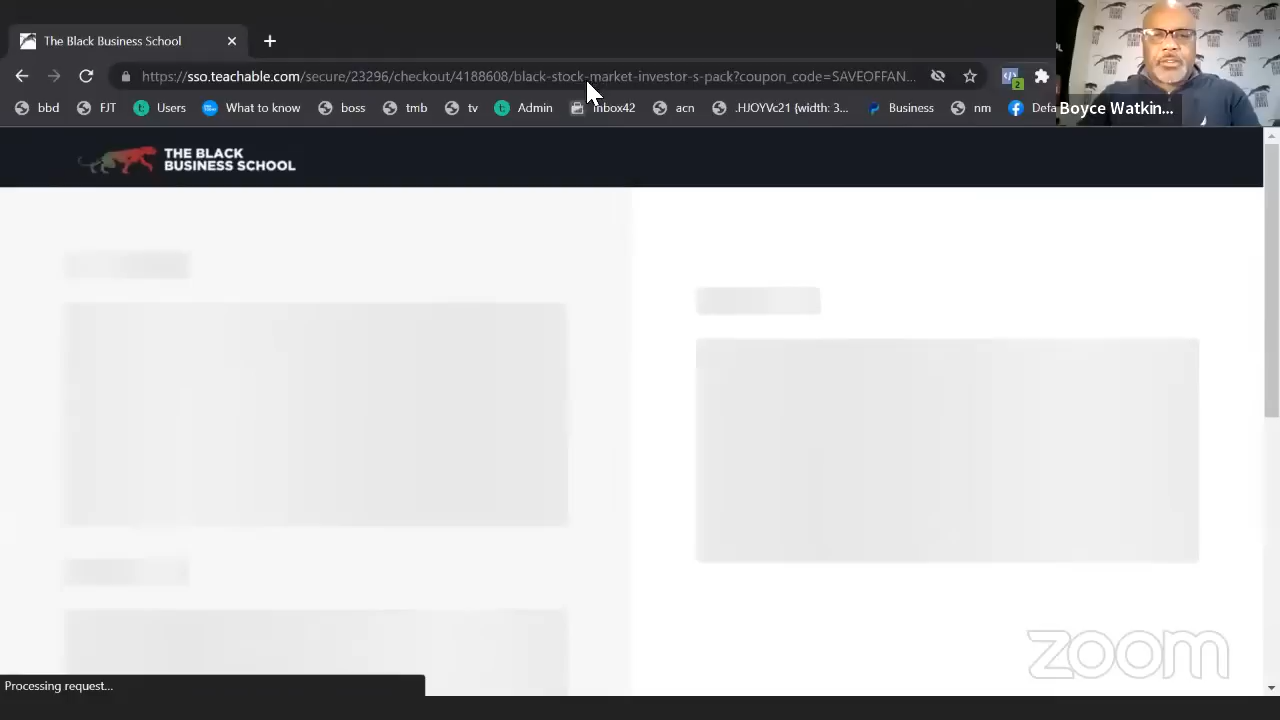 The Black Business School
https://sso.teachable.com/secure/23296/checkout/4188608/black-stock-market-investor-s-pack?coupon_code=SAVEOFFAN...
2
bbd FJT Users What to know boss tmb tv Admin Inbox42 acn .HJOYVc21 {width: 3... Business nm Defa
Boyce Watkin...
THE BLACK
BUSINESS SCHOOL
zoom
Processing request...